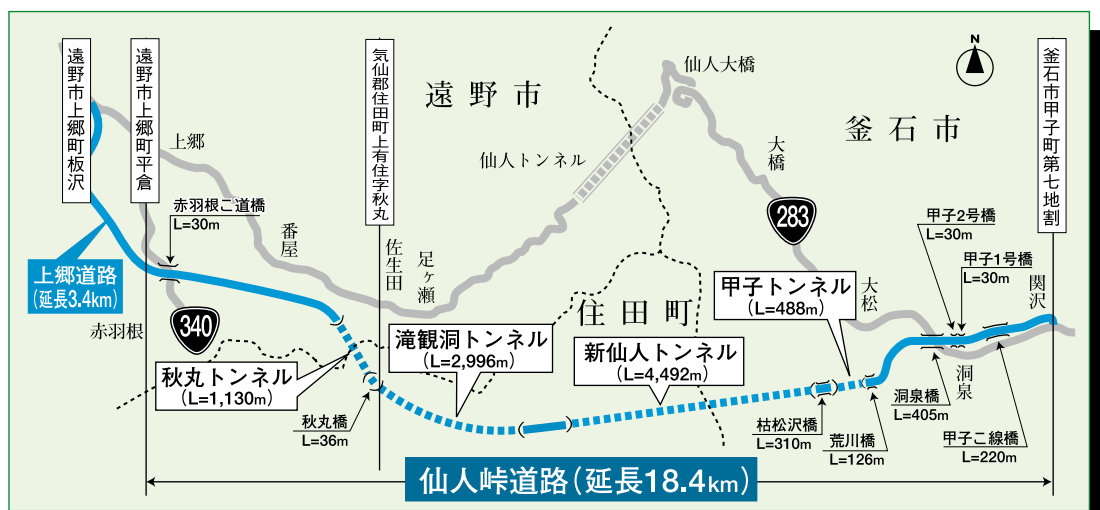 遠野市上郷町板沢
遠野市上郷町平倉
気仙郡住田町上有住字秋丸
釜石市甲子町第七地割
N
遠野市
仙人大橋
釜石市
上郷
仙人トンネル
大橋
赤羽根こ道橋
L=30m
番屋
佐生田
足ヶ瀬
283
甲子2号橋
L=30m
甲子1号橋
L=30m
関沢
上郷道路
(延長3.4km)
赤羽根
340
住田町
甲子トンネル
(L=488m)
大松
秋丸トンネル
(L=1,130m)
滝観洞トンネル
(L=2,996m)
新仙人トンネル
(L=4,492m)
洞泉
秋丸橋
L=36m
枯松沢橋
L=310m
荒川橋
L=126m
洞泉橋
L=405m
甲子こ線橋
L=220m
仙人峠道路(延長18.4km)